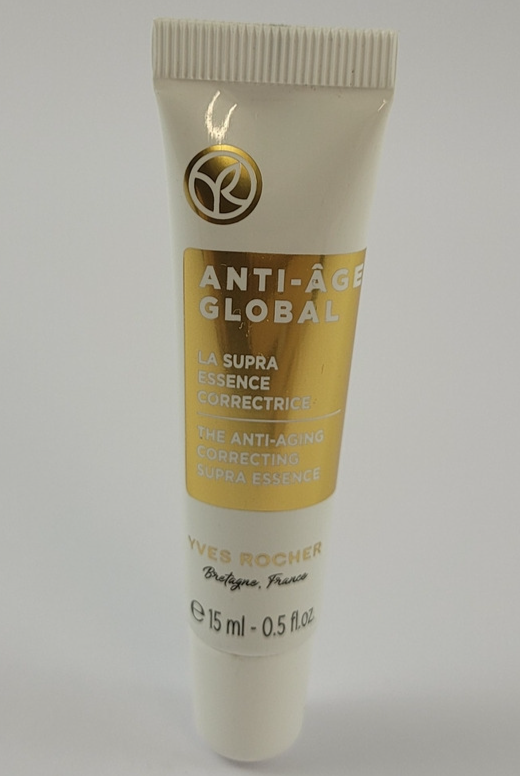 ANTI-ÂGE
GLOBAL
LA SUPRA
ESSENCE
CORRECTRICE
THE ANTI-AGING
CORRECTING
SUPRA ESSENCE
YVES ROCHER
Bretagne, France
℮ 15 ml - 0.5 fl.oz.